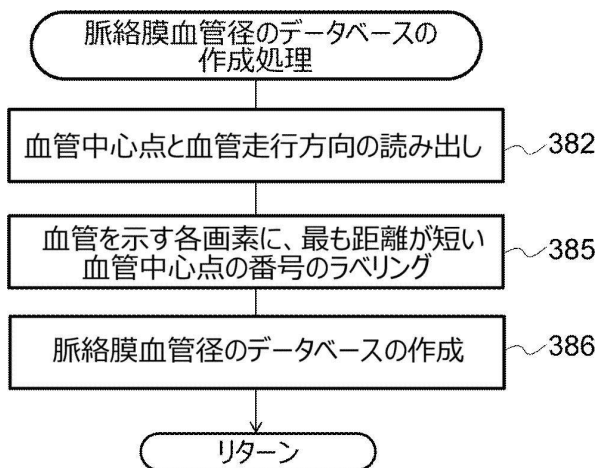 脈絡膜血管径のデータベースの
作成処理
血管中心点と血管走行方向の読み出し
382
血管を示す各画素に、最も距離が短い
血管中心点の番号のラベリング
385
脈絡膜血管径のデータベースの作成
386
リターン